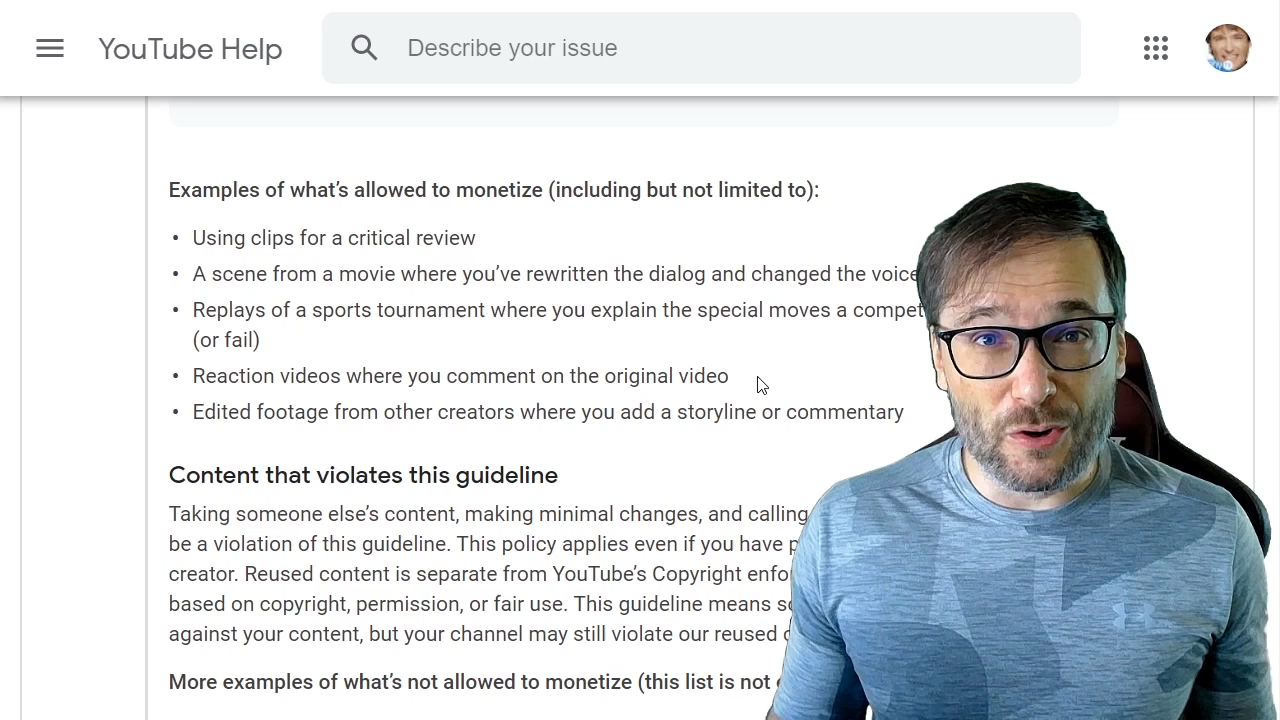 YouTube Help
Describe your issue
Examples of what’s allowed to monetize (including but not limited to):
• Using clips for a critical review
• A scene from a movie where you’ve rewritten the dialog and changed the voice
• Replays of a sports tournament where you explain the special moves a compet
(or fail)
• Reaction videos where you comment on the original video
• Edited footage from other creators where you add a storyline or commentary
Content that violates this guideline
Taking someone else’s content, making minimal changes, and calling
be a violation of this guideline. This policy applies even if you have p
creator. Reused content is separate from YouTube’s Copyright enfo
based on copyright, permission, or fair use. This guideline means so
against your content, but your channel may still violate our reused
More examples of what’s not allowed to monetize (this list is not